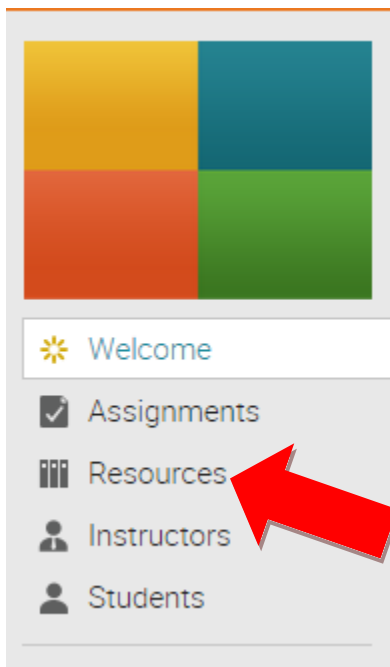 Welcome
Assignments
Resources
Instructors
Students